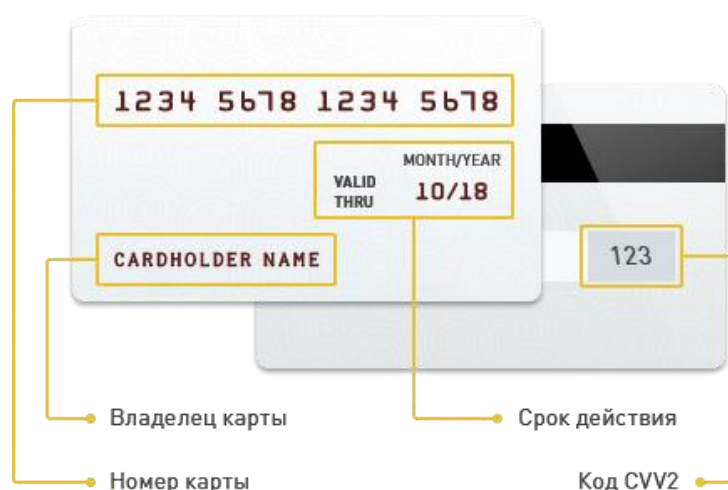 1234 5678 1234 5678
MONTH/YEAR
VALID THRU 10/18
CARDHOLDER NAME
123
Владелец карты
Срок действия
Номер карты
Код CVV2